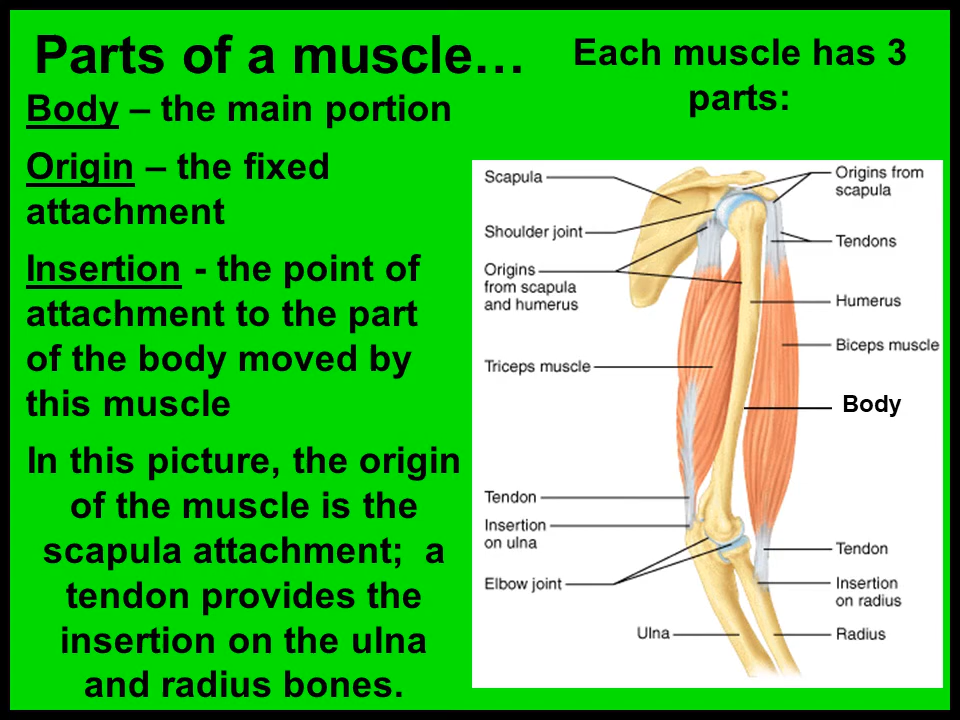 Parts of a muscle…
Each muscle has 3
parts:
Body – the main portion
Origin – the fixed
attachment
Insertion - the point of
attachment to the part
of the body moved by
this muscle
In this picture, the origin
of the muscle is the
scapula attachment; a
tendon provides the
insertion on the ulna
and radius bones.
Scapula
Shoulder joint
Origins
from scapula
and humerus
Triceps muscle
Tendon
Insertion
on ulna
Elbow joint
Ulna
Origins from
scapula
Tendons
Humerus
Biceps muscle
Body
Tendon
Insertion
on radius
Radius